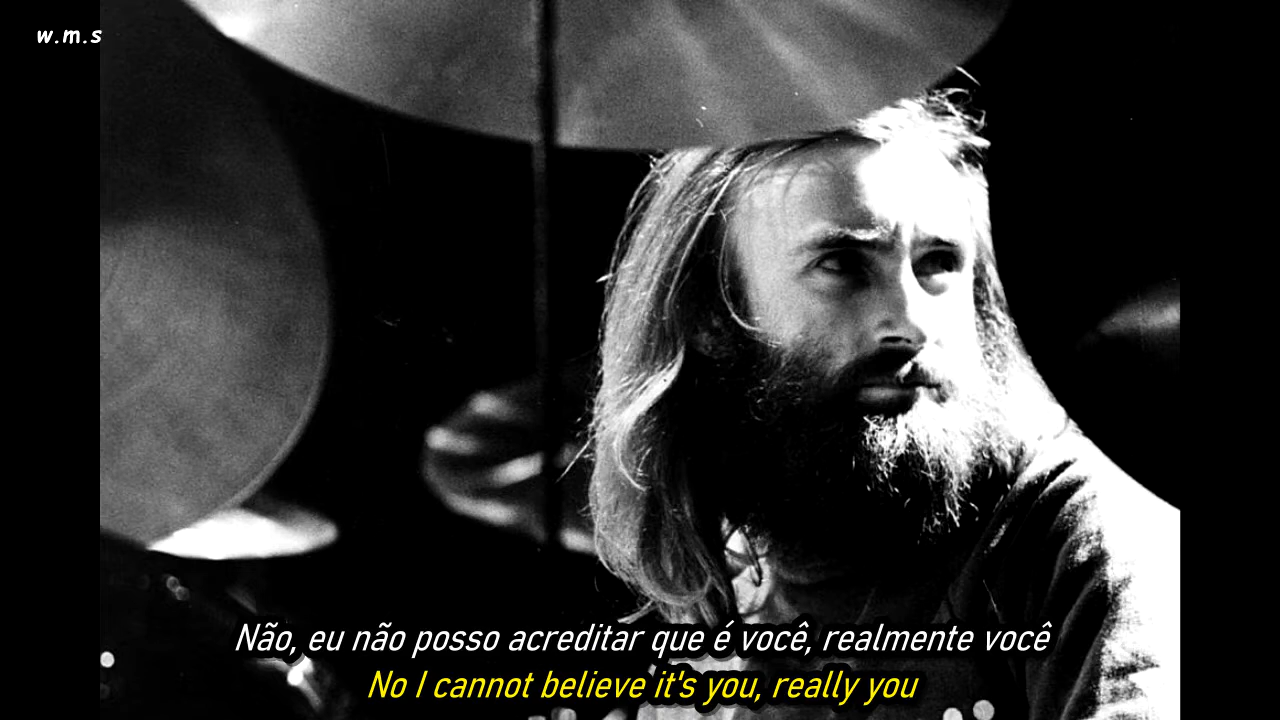 w.m.s
Não, eu não posso acreditar que é você, realmente você
No I cannot believe it's you, really you